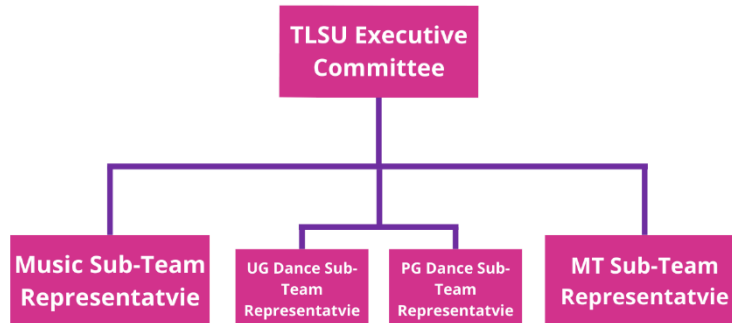 TLSU Executive
Committee
Music Sub-Team
Representatvie
UG Dance Sub-
Team
Representatvie
PG Dance Sub-
Team
Representatvie
MT Sub-Team
Representatvie